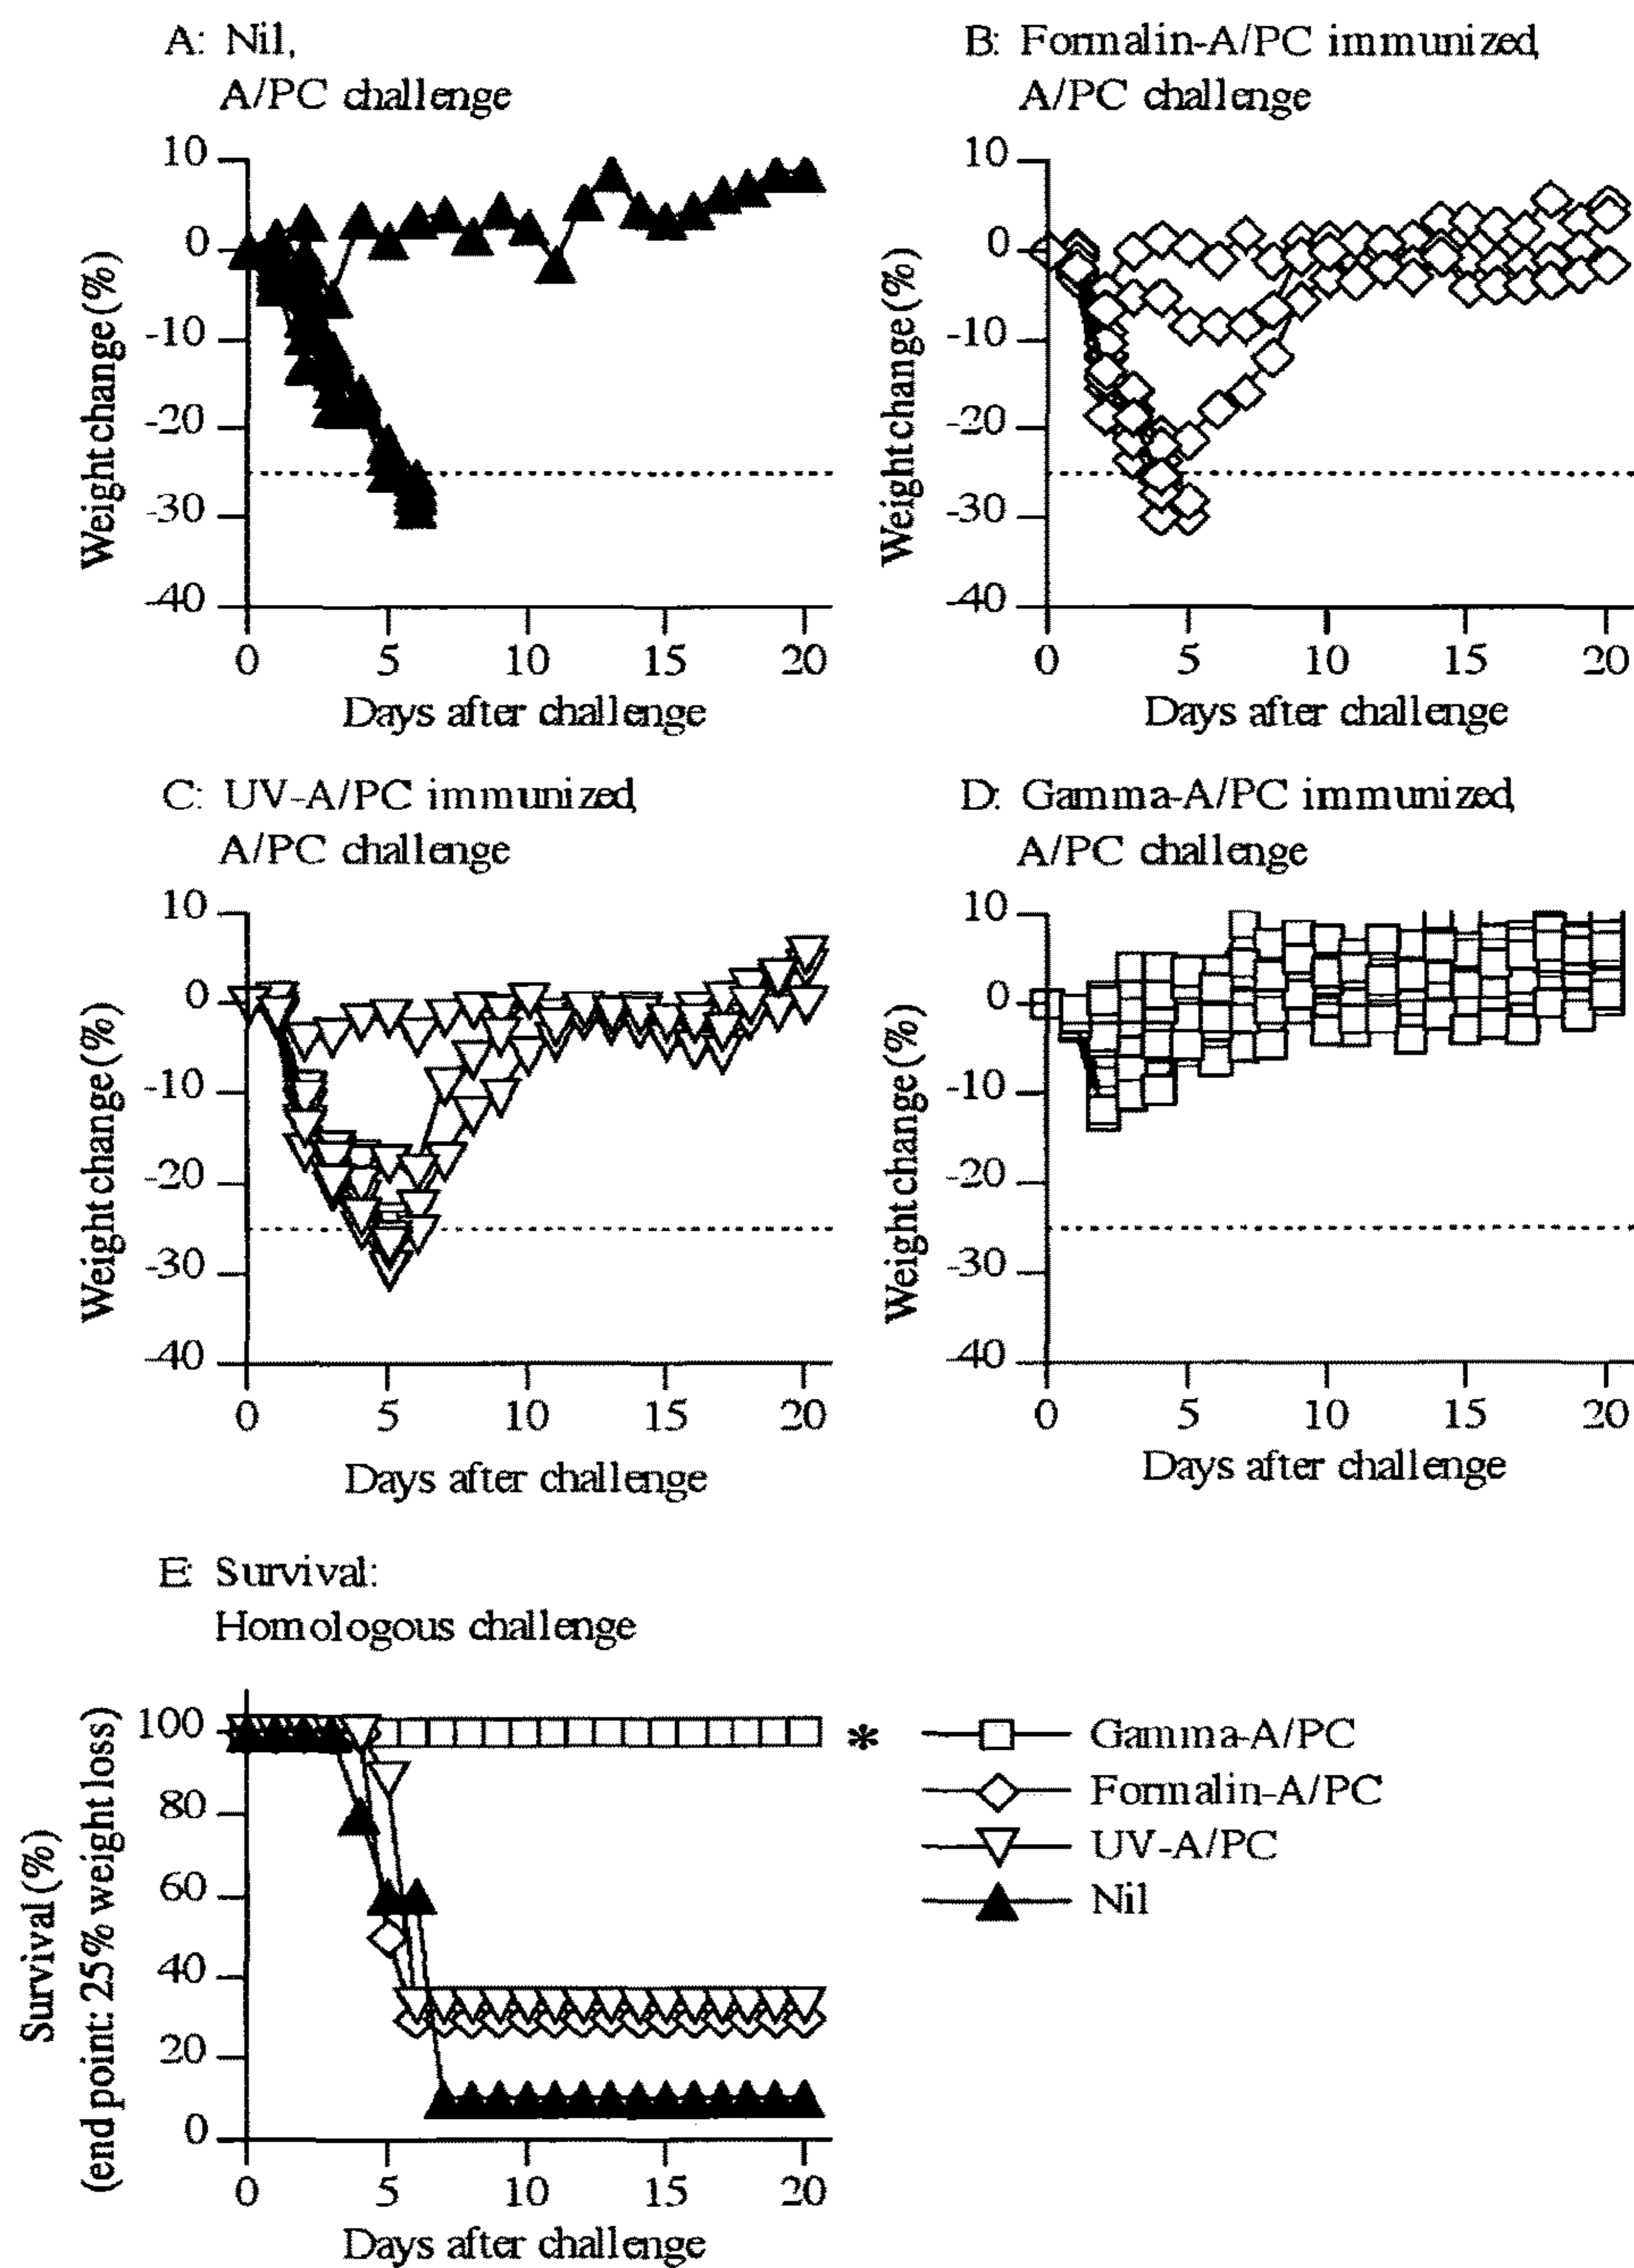 A: Nil,
A/PC challenge
10
0
-10
-20
-30
-40
Weight change (%)
0 5 10 15 20
Days after challenge
B: Formalin-A/PC immunized,
A/PC challenge
10
0
-10
-20
-30
-40
Weight change (%)
0 5 10 15 20
Days after challenge
C: UV-A/PC immunized,
A/PC challenge
10
0
-10
-20
-30
-40
Weight change (%)
0 5 10 15 20
Days after challenge
D: Gamma-A/PC immunized,
A/PC challenge
10
0
-10
-20
-30
-40
Weight change (%)
0 5 10 15 20
Days after challenge
E: Survival:
Homologous challenge
Survival (%)
(end point: 25% weight loss)
100
80
60
40
20
0
0 5 10 15 20
Days after challenge
*
Gamma-A/PC
Formalin-A/PC
UV-A/PC
Nil